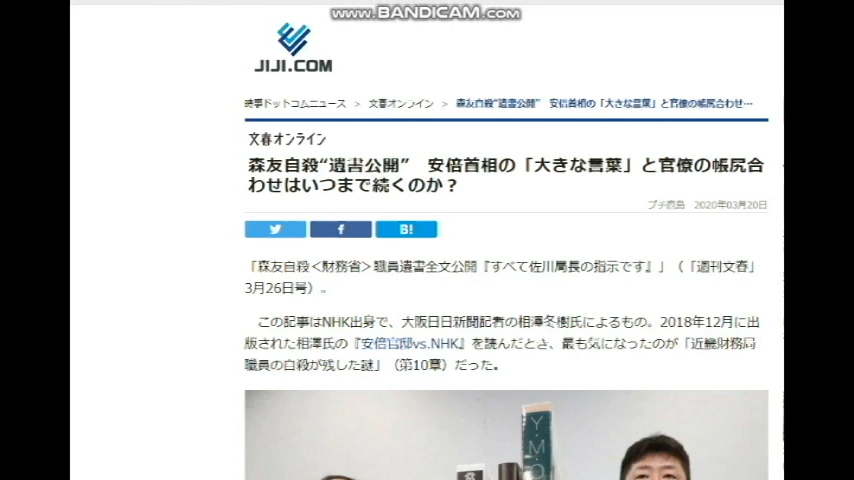 www.BANDICAM.com
JIJI.COM
時事ドットコムニュース > 文春オンライン > 森友自殺“遺書公開” 安倍首相の「大きな言葉」と官僚の帳尻合わせ…
文春オンライン
森友自殺“遺書公開” 安倍首相の「大きな言葉」と官僚の帳尻合
わせはいつまで続くのか？
プチ鹿島 2020年03月20日
f
B!
「森友自殺＜財務省＞職員遺書全文公開『すべて佐川局長の指示です』」（「週刊文春」
3月26日号）。
この記事はNHK出身で、大阪日日新聞記者の相澤冬樹氏によるもの。2018年12月に出
版された相澤氏の『安倍官邸vs.NHK』を読んだとき、最も気になったのが「近畿財務局
職員の自殺が残した謎」（第10章）だった。
Y.M.O